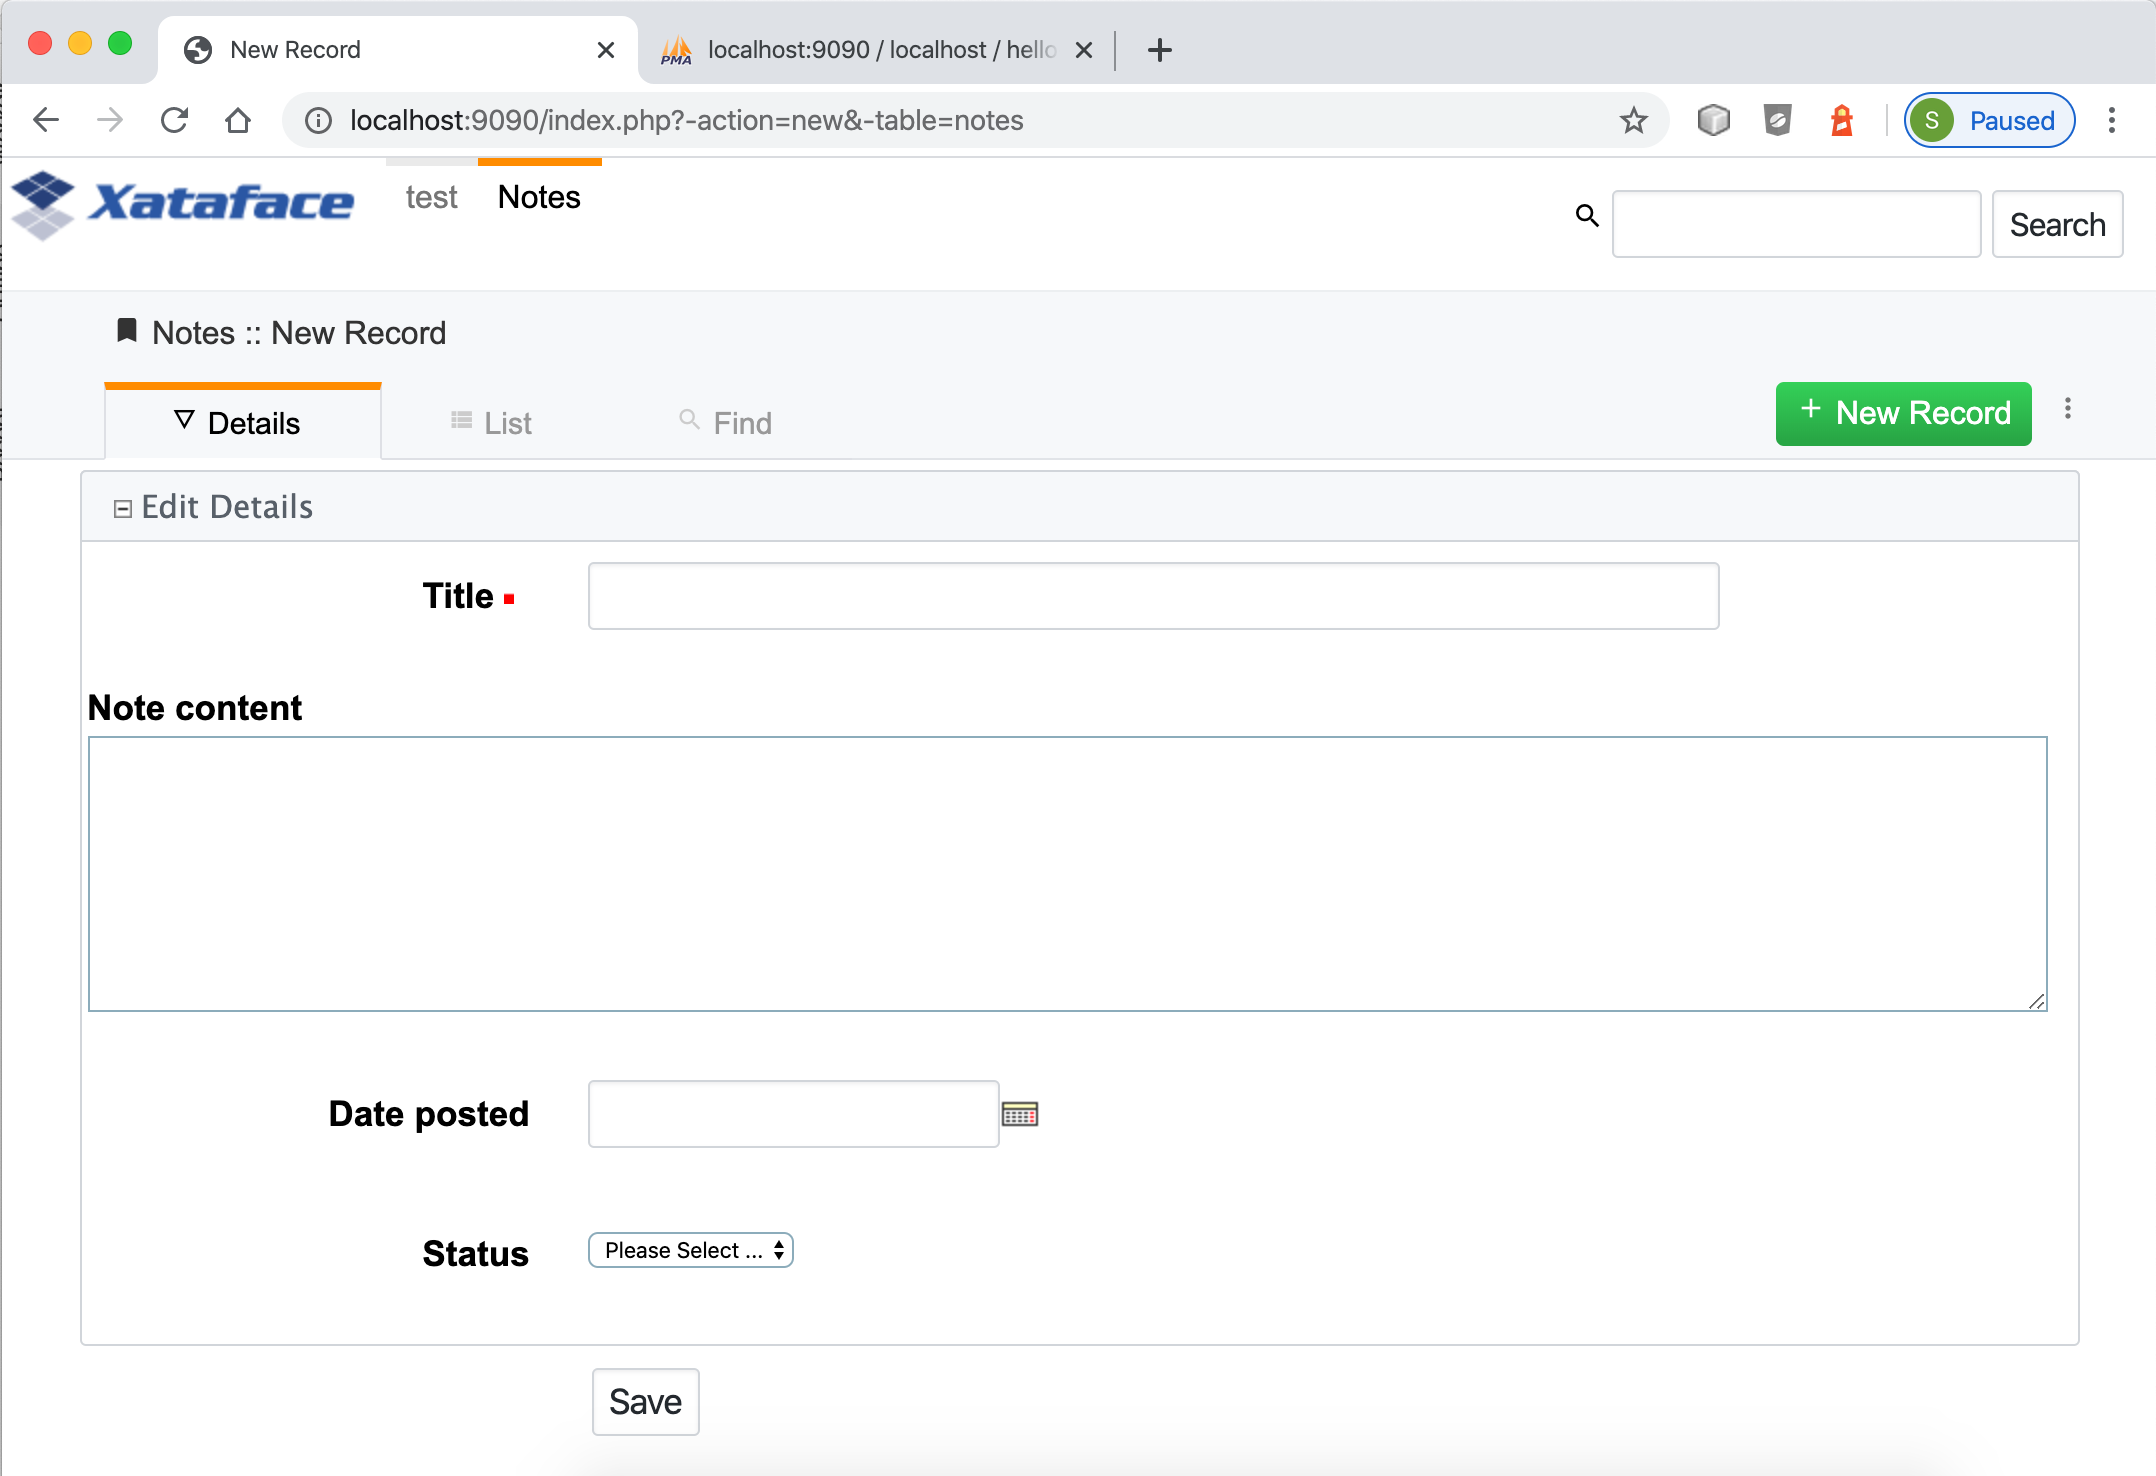 New Record
PMA localhost:9090 / localhost / hello
localhost:9090/index.php?-action=new&-table=notes
S Paused
Xataface
test Notes
Search
Notes :: New Record
Details List Find
+ New Record
Edit Details
Title
Note content
Date posted
Status Please Select ...
Save